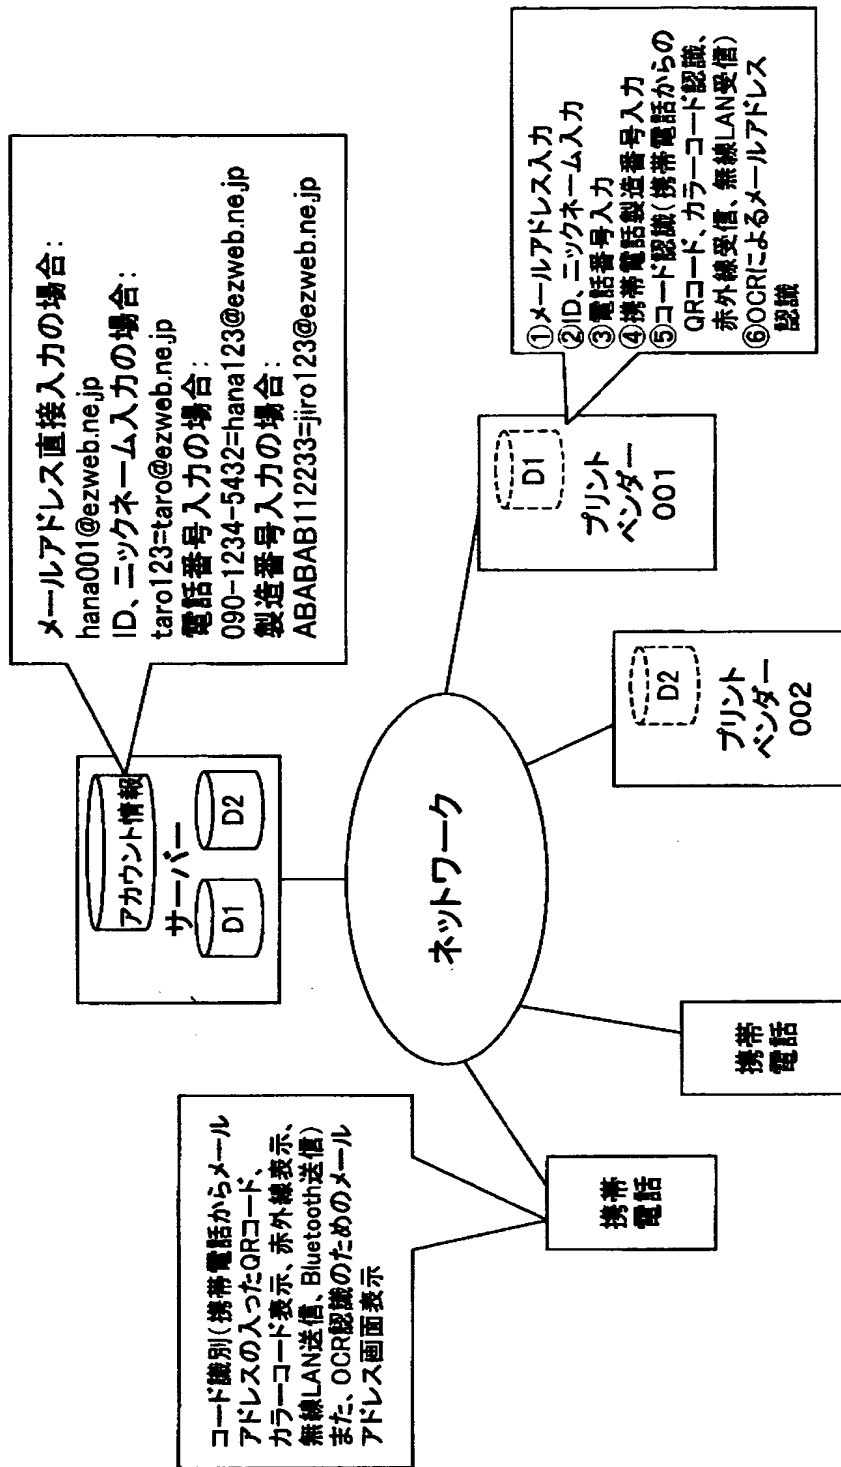 メールアドレス直接入力の場合:
hana001@ezweb.ne.jp
ID、ニックネーム入力の場合:
taro123=taro@ezweb.ne.jp
電話番号入力の場合:
090-1234-5432=hana123@ezweb.ne.jp
製造番号入力の場合:
ABABAB112233=jiro123@ezweb.ne.jp
アカウント情報
サーバー
D1
D2
ネットワーク
コード識別(携帯電話からメール
アドレスの入ったQRコード、
カラーコード表示、赤外線表示、
無線LAN送信、Bluetooth送信)
また、OCR認識のためのメール
アドレス画面表示
携帯
電話
携帯
電話
D2
プリント
ベンダー
002
D1
プリント
ベンダー
001
①メールアドレス入力
②ID、ニックネーム入力
③電話番号入力
④携帯電話製造番号入力
⑤コード認識(携帯電話からの
QRコード、カラーコード認識、
赤外線受信、無線LAN受信)
⑥OCRによるメールアドレス
認識